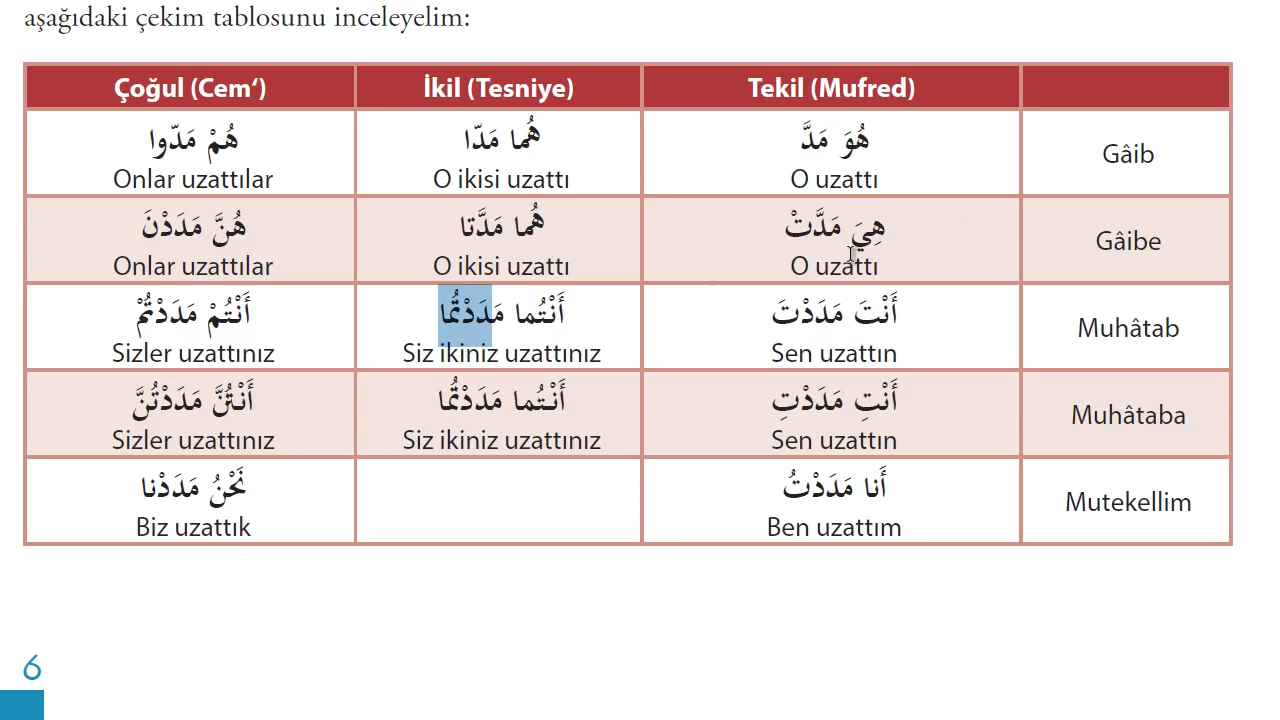 aşağıdaki çekim tablosunu inceleyelim:
Çoğul (Cem‘) İkil (Tesniye) Tekil (Mufred)
هُمْ مَدّوا هُما مَدّا هُوَ مَدَّ
Onlar uzattılar O ikisi uzattı O uzattı Gâib
هُنَّ مَدَدْنَ هُما مَدَّتا هِيَ مَدَّتْ
Onlar uzattılar O ikisi uzattı O uzattı Gâibe
أَنْتُمْ مَدَدْتُمْ أَنْتُما مَدَدْتُما أَنْتَ مَدَدْتَ
Sizler uzattınız Siz ikiniz uzattınız Sen uzattın Muhâtab
أَنْتُنَّ مَدَدْتُنَّ أَنْتُما مَدَدْتُما أَنْتِ مَدَدْتِ
Sizler uzattınız Siz ikiniz uzattınız Sen uzattın Muhâtaba
نَحْنُ مَدَدْنا أَنا مَدَدْتُ
Biz uzattık Ben uzattım Mutekellim
6